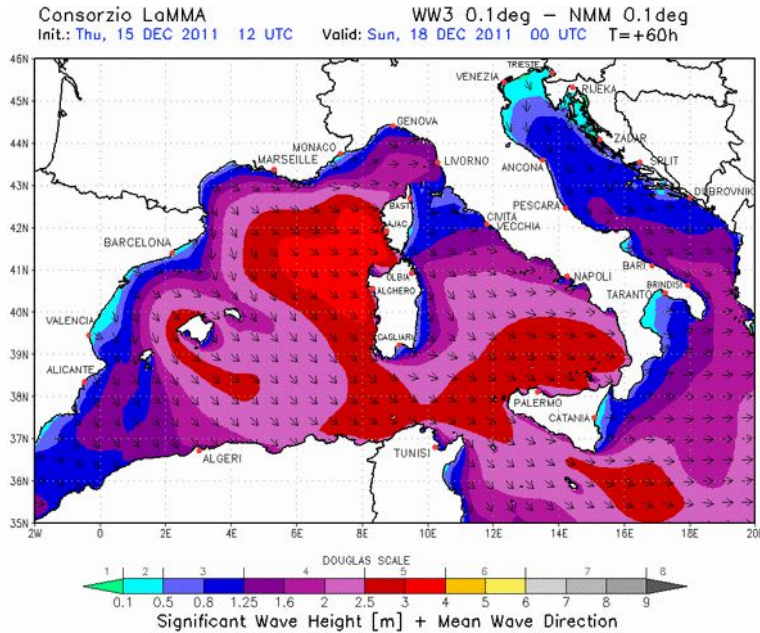 Consorzio LaMMA WW3 0.1deg – NMM 0.1deg
Init.: Thu, 15 DEC 2011 12 UTC Valid: Sun, 18 DEC 2011 00 UTC T=+60h
46N
TRIESTE
VENEZIA
RIJEKA
45N
GENOVA
ZADAR
44N
MONACO
MARSEILLE
LIVORNO
ANCONA
SPLIT
43N
DUBROVNIK
BAST
PESCARA
CIVITA
VECCHIA
42N
AJAC
BARCELONA
41N
OLBIA
BARI
NAPOLI
BRINDISI
ALGHERO
TARANTO
40N
VALENCIA
CAGLIARI
39N
ALICANTE
38N
PALERMO
CATANIA
37N
ALGERI
TUNISI
36N
35N
2W 0 2E 4E 6E 8E 10E 12E 14E 16E 18E 20E
DOUGLAS SCALE
1 2 3 4 5 6 7 8
0.1 0.5 0.8 1.25 1.6 2 2.5 3 4 5 6 7 8 9
Significant Wave Height [m] + Mean Wave Direction